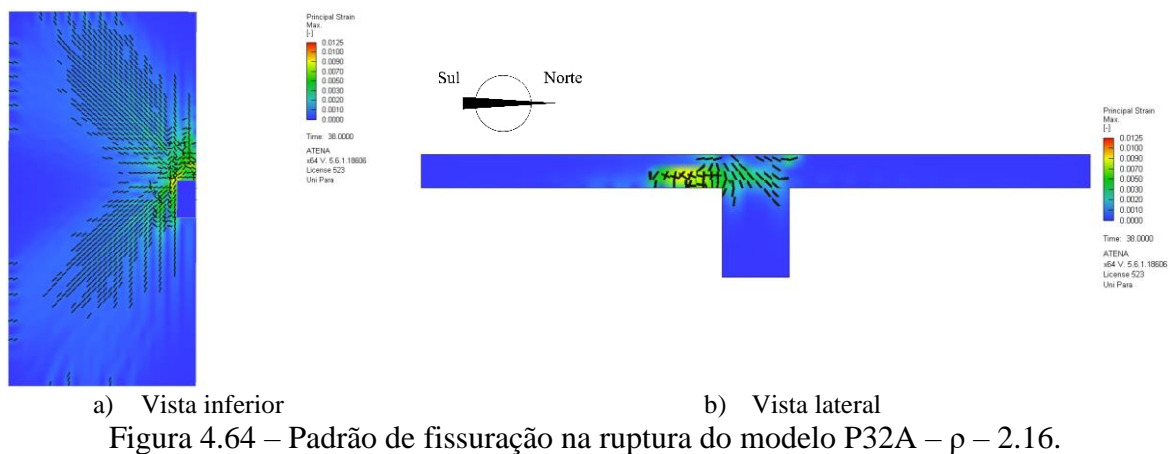 Principal Strain
Max.
[-]
0.0125
0.0100
0.0090
0.0070
0.0050
0.0030
0.0020
0.0010
0.0000
Time: 38.0000
ATENA
x64 V. 5.6.1.18606
License 523
Uni Para
Sul
Norte
Principal Strain
Max.
[-]
0.0125
0.0100
0.0090
0.0070
0.0050
0.0030
0.0020
0.0010
0.0000
Time: 38.0000
ATENA
x64 V. 5.6.1.18606
License 523
Uni Para
a) Vista inferior
b) Vista lateral
Figura 4.64 – Padrão de fissuração na ruptura do modelo P32A – ρ – 2.16.